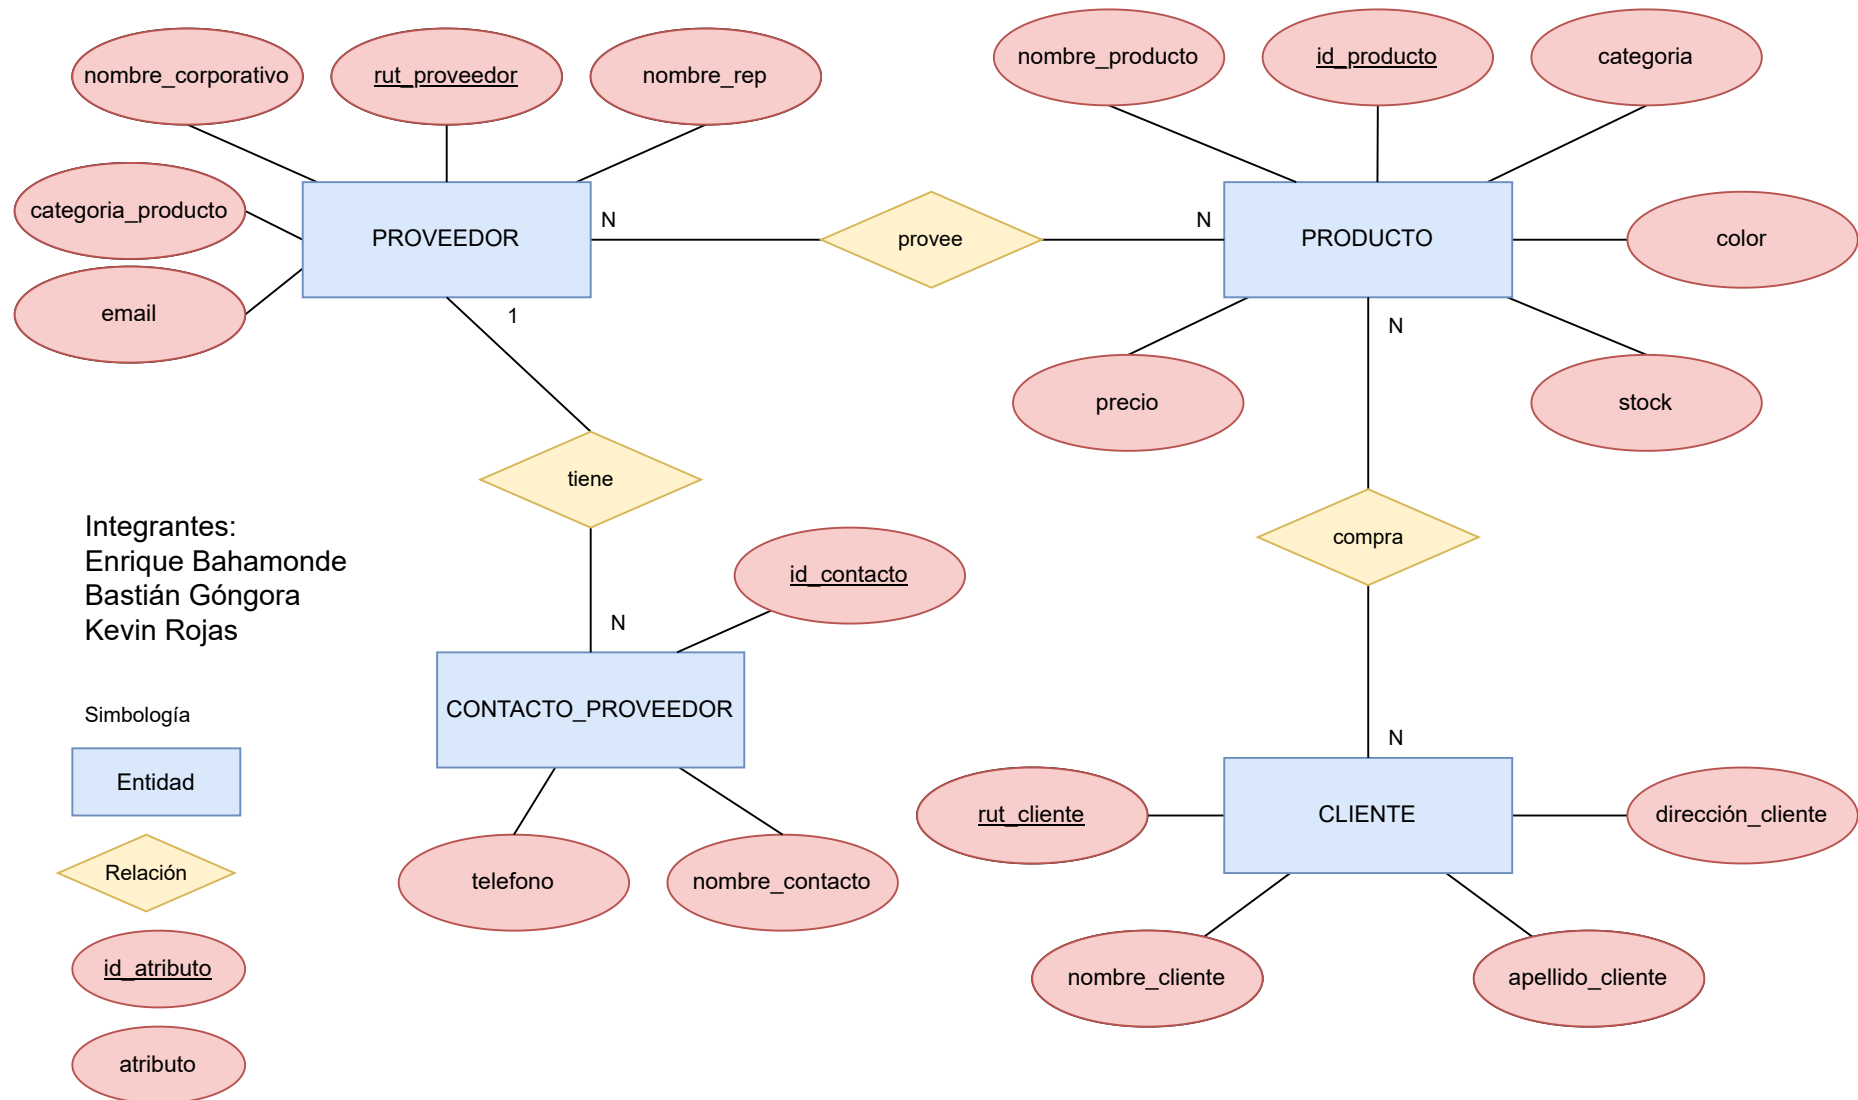 nombre_corporativo
rut_proveedor
nombre_rep
nombre_producto
id_producto
categoria
categoria_producto
PROVEEDOR
N
provee
N
PRODUCTO
color
email
1
N
precio
stock
tiene
compra
Integrantes:
Enrique Bahamonde
Bastián Góngora
Kevin Rojas
id_contacto
N
CONTACTO_PROVEEDOR
N
Simbología
Entidad
Relación
id_atributo
atributo
telefono
nombre_contacto
rut_cliente
CLIENTE
dirección_cliente
nombre_cliente
apellido_cliente